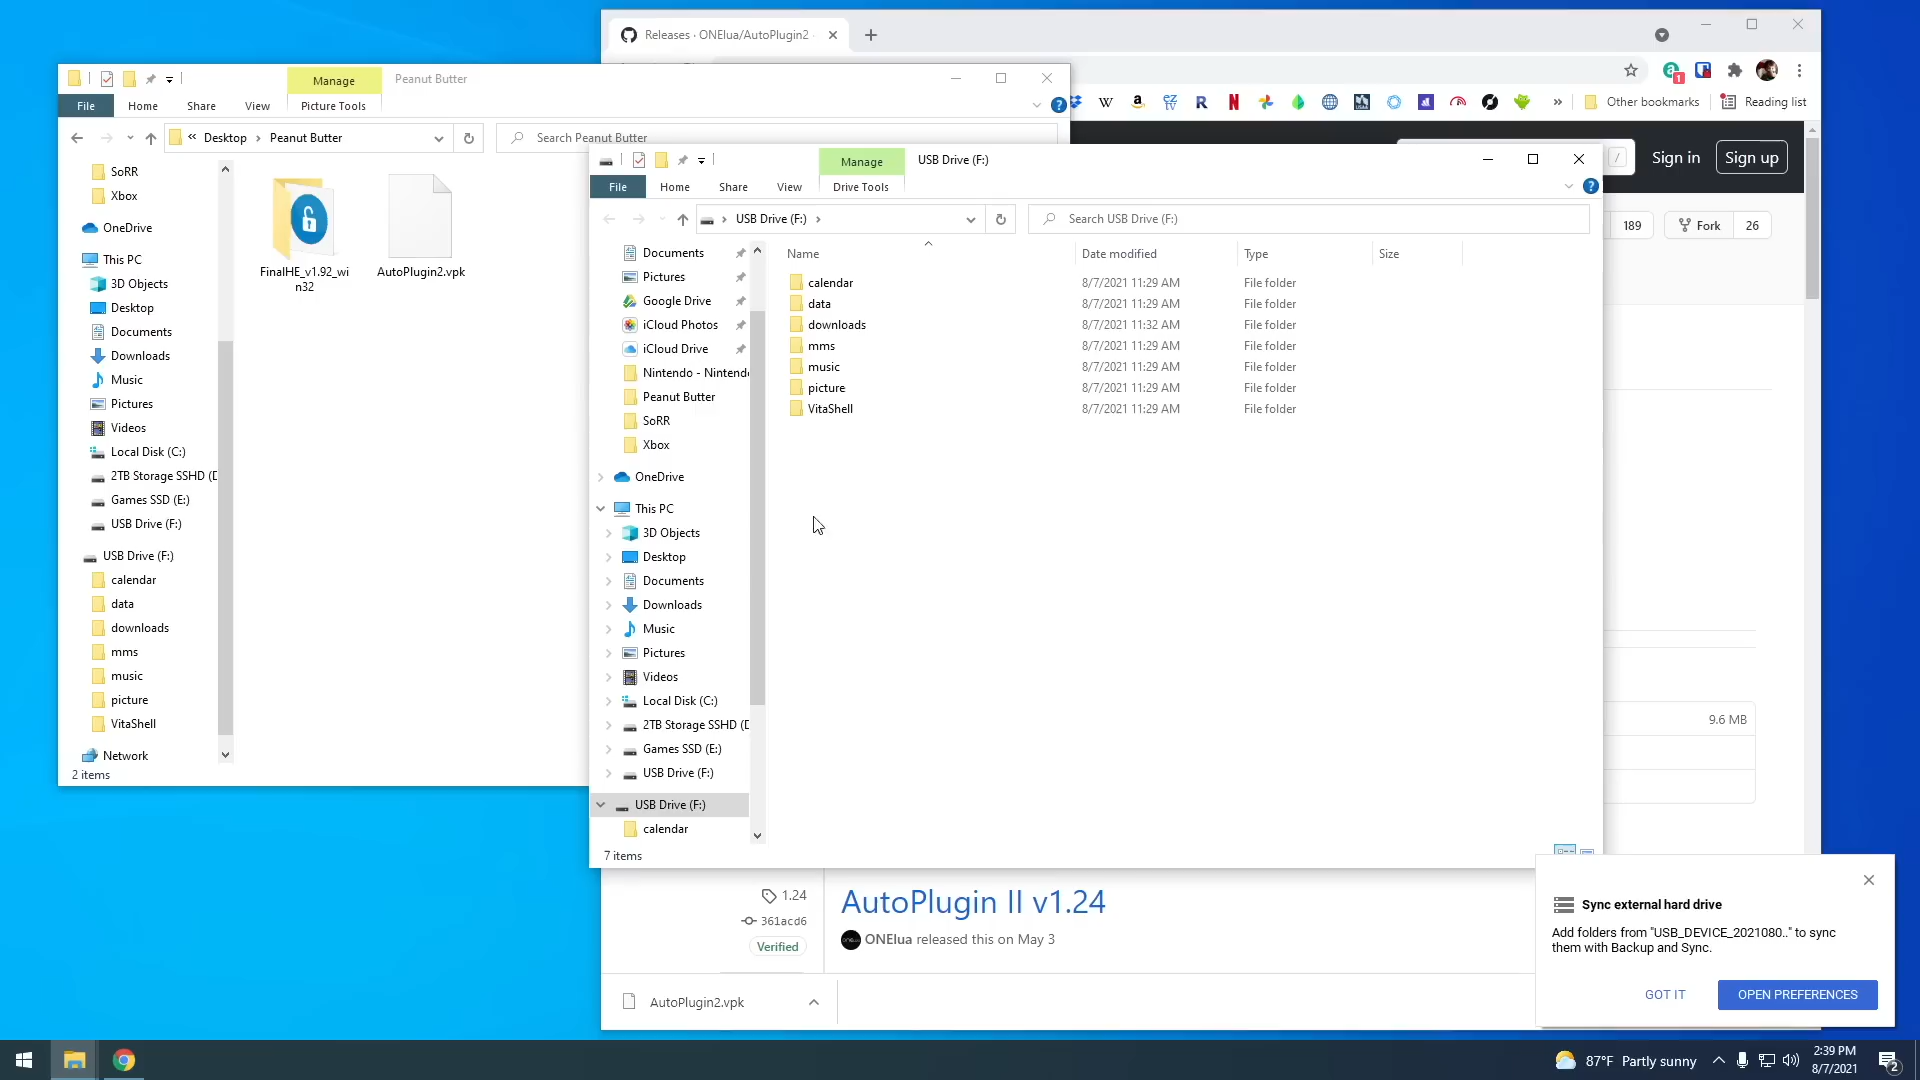 Releases · ONElua/AutoPlugin2
Manage
Peanut Butter
File
Home
Share
View
Picture Tools
« Desktop › Peanut Butter
Search Peanut Butter
SoRR
Xbox
OneDrive
This PC
3D Objects
Desktop
Documents
Downloads
Music
Pictures
Videos
Local Disk (C:)
2TB Storage SSHD (D
Games SSD (E:)
USB Drive (F:)
USB Drive (F:)
calendar
data
downloads
mms
music
picture
VitaShell
Network
2 items
FinalHE_v1.92_wi
n32
AutoPlugin2.vpk
Other bookmarks
Reading list
Sign in
Sign up
189
Fork
26
9.6 MB
Manage
USB Drive (F:)
File
Home
Share
View
Drive Tools
USB Drive (F:) ›
Search USB Drive (F:)
Documents
Pictures
Google Drive
iCloud Photos
iCloud Drive
Nintendo - Nintendo
Peanut Butter
SoRR
Xbox
OneDrive
This PC
3D Objects
Desktop
Documents
Downloads
Music
Pictures
Videos
Local Disk (C:)
2TB Storage SSHD (D
Games SSD (E:)
USB Drive (F:)
USB Drive (F:)
calendar
7 items
Name Date modified Type Size
calendar 8/7/2021 11:29 AM File folder
data 8/7/2021 11:29 AM File folder
downloads 8/7/2021 11:32 AM File folder
mms 8/7/2021 11:29 AM File folder
music 8/7/2021 11:29 AM File folder
picture 8/7/2021 11:29 AM File folder
VitaShell 8/7/2021 11:29 AM File folder
1.24
361acd6
Verified
AutoPlugin II v1.24
ONElua released this on May 3
AutoPlugin2.vpk
Sync external hard drive
Add folders from "USB_DEVICE_2021080.." to sync
them with Backup and Sync.
GOT IT
OPEN PREFERENCES
87°F Partly sunny
2:39 PM
8/7/2021
2